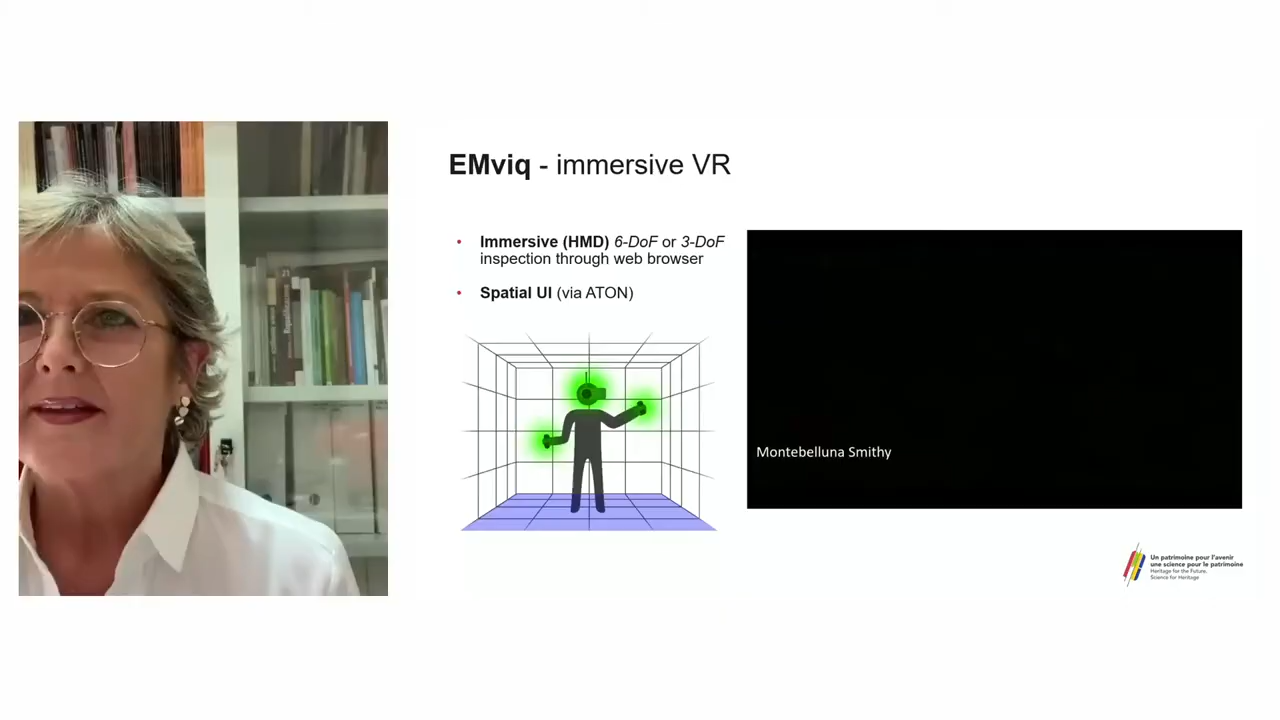 EMviq - immersive VR
Immersive (HMD) 6-DoF or 3-DoF
inspection through web browser
Spatial UI (via ATON)
Montebelluna Smithy
Un patrimoine pour l'avenir
une science pour le patrimoine
Heritage for the Future,
Science for Heritage